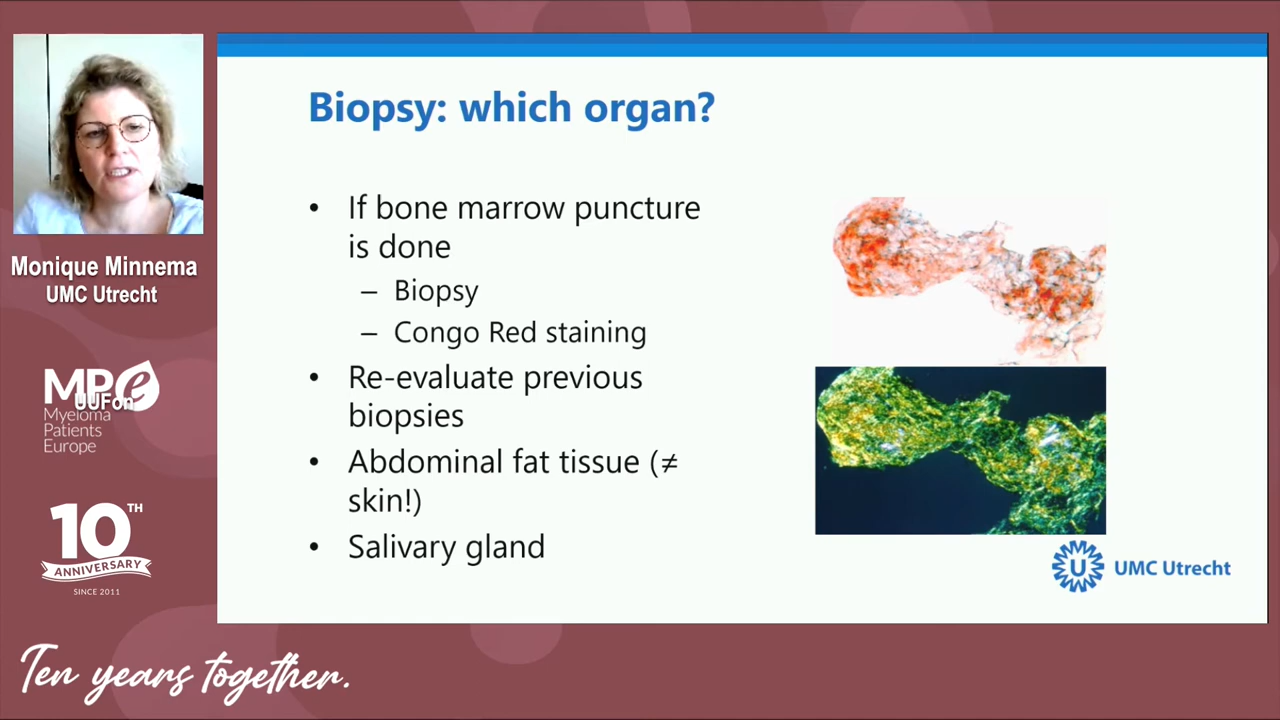 Biopsy: which organ?
• If bone marrow puncture
is done
– Biopsy
– Congo Red staining
• Re-evaluate previous
biopsies
• Abdominal fat tissue (≠
skin!)
• Salivary gland
UMC Utrecht
Monique Minnema
UMC Utrecht
MPe
UUFon
Myeloma
Patients
Europe
10TH
ANNIVERSARY
SINCE 2011
Ten years together.